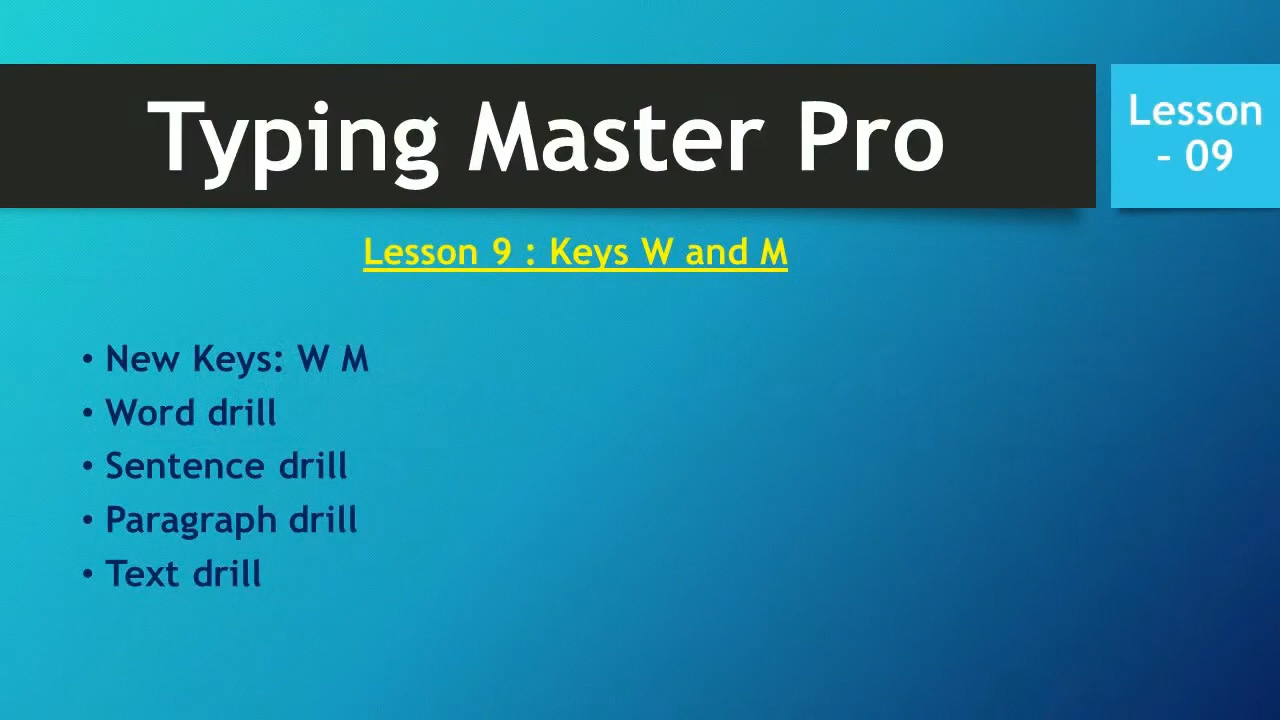 Typing Master Pro
Lesson
– 09
Lesson 9 : Keys W and M
• New Keys: W M
• Word drill
• Sentence drill
• Paragraph drill
• Text drill